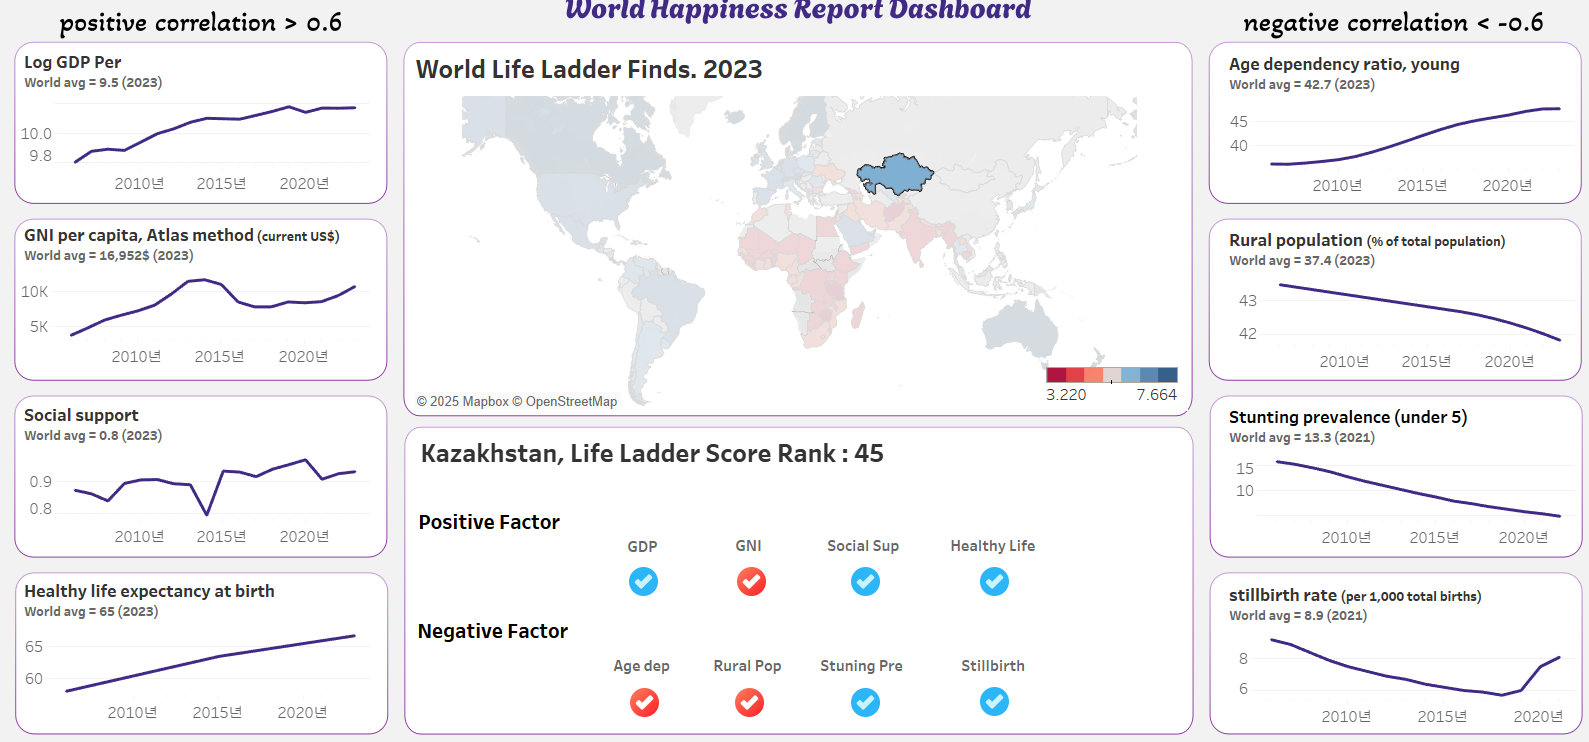 World Happiness Report Dashboard
positive correlation > 0.6
negative correlation < -0.6
Log GDP Per
World avg = 9.5 (2023)
10.0
9.8
2010년 2015년 2020년
GNI per capita, Atlas method (current US$)
World avg = 16,952$ (2023)
10K
5K
2010년 2015년 2020년
Social support
World avg = 0.8 (2023)
0.9
0.8
2010년 2015년 2020년
Healthy life expectancy at birth
World avg = 65 (2023)
65
60
2010년 2015년 2020년
World Life Ladder Finds. 2023
3.220 7.664
© 2025 Mapbox © OpenStreetMap
Kazakhstan, Life Ladder Score Rank : 45
Positive Factor
GDP GNI Social Sup Healthy Life
Negative Factor
Age dep Rural Pop Stuning Pre Stillbirth
Age dependency ratio, young
World avg = 42.7 (2023)
45
40
2010년 2015년 2020년
Rural population (% of total population)
World avg = 37.4 (2023)
43
42
2010년 2015년 2020년
Stunting prevalence (under 5)
World avg = 13.3 (2021)
15
10
2010년 2015년 2020년
stillbirth rate (per 1,000 total births)
World avg = 8.9 (2021)
8
6
2010년 2015년 2020년